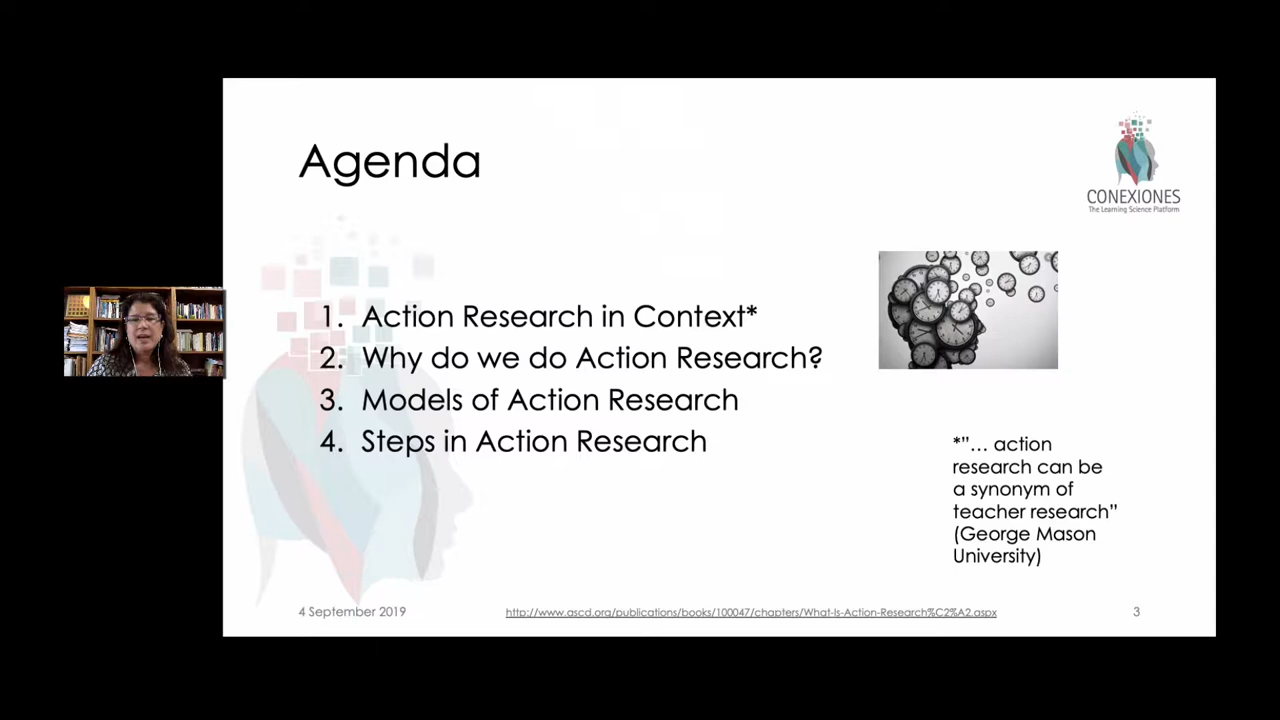 Agenda
CONEXIONES
The Learning Science Platform
1. Action Research in Context*
2. Why do we do Action Research?
3. Models of Action Research
4. Steps in Action Research
*”... action
research can be
a synonym of
teacher research”
(George Mason
University)
4 September 2019
http://www.ascd.org/publications/books/100047/chapters/What-Is-Action-Research%C2%A2.aspx
3